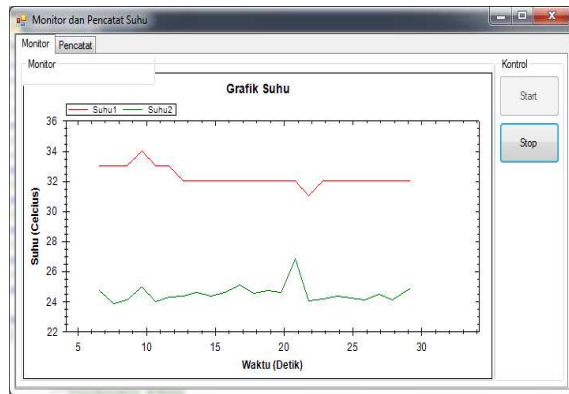 Monitor dan Pencatat Suhu
Monitor Pencatat
Monitor
Kontrol
Start
Stop
Grafik Suhu
Suhu1 Suhu2
Suhu (Celcius)
36
34
32
30
28
26
24
22
5 10 15 20 25 30
Waktu (Detik)